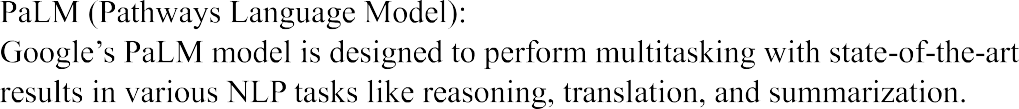 PaLM (Pathways Language Model):
Google’s PaLM model is designed to perform multitasking with state-of-the-art
results in various NLP tasks like reasoning, translation, and summarization.